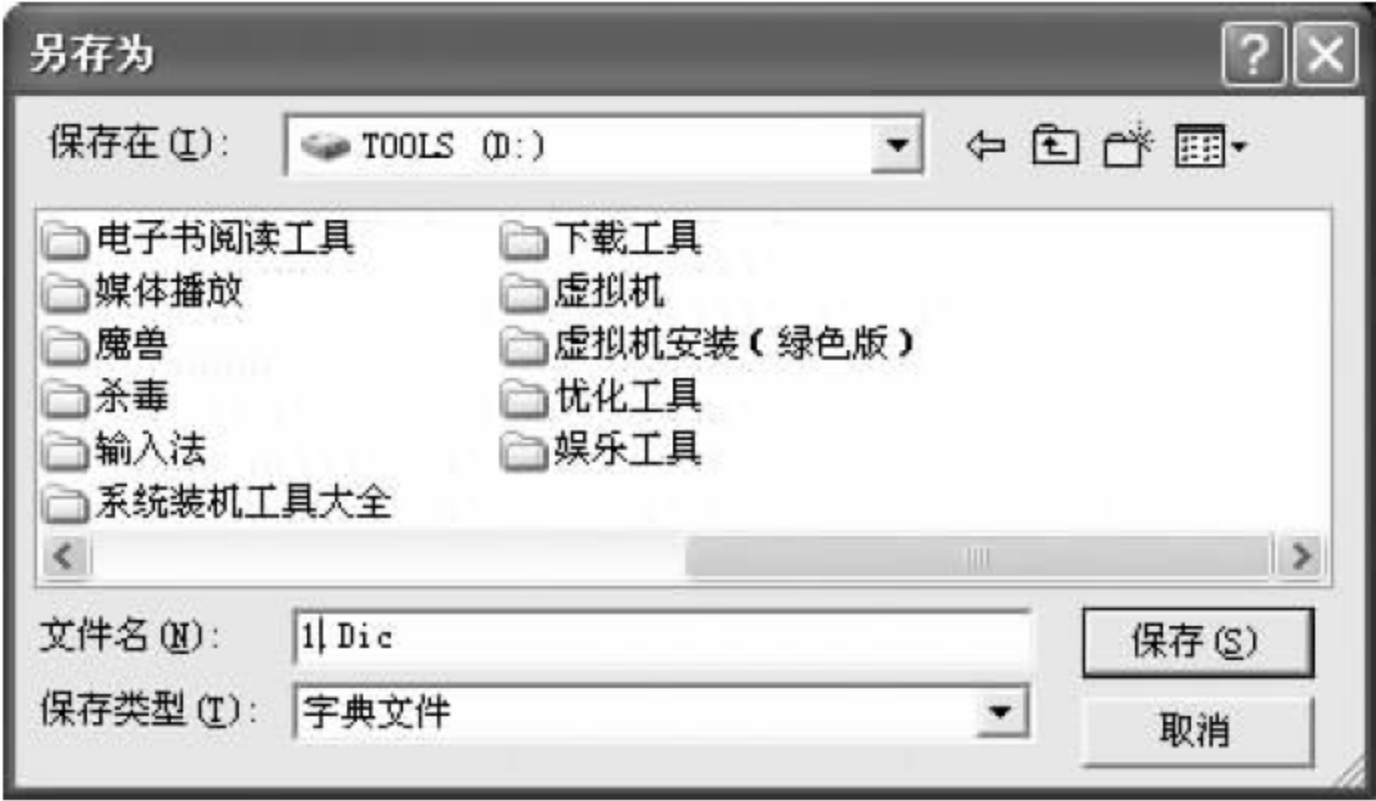 另存为
保存在(I): TOOLS (D:)
电子书阅读工具
媒体播放
魔兽
杀毒
输入法
系统装机工具大全
下载工具
虚拟机
虚拟机安装(绿色版)
优化工具
娱乐工具
文件名(N): 1.Dic
保存(S)
保存类型(T): 字典文件
取消